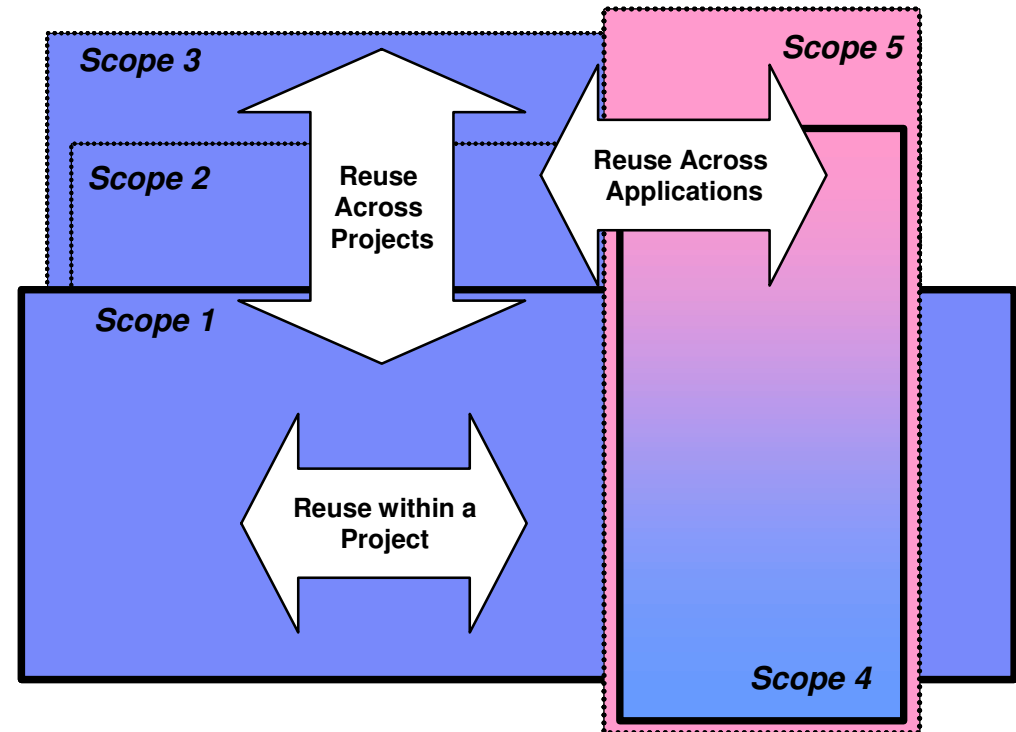 Scope 3
Scope 5
Scope 2
Reuse
Across
Projects
Reuse Across
Applications
Scope 1
Reuse within a
Project
Scope 4